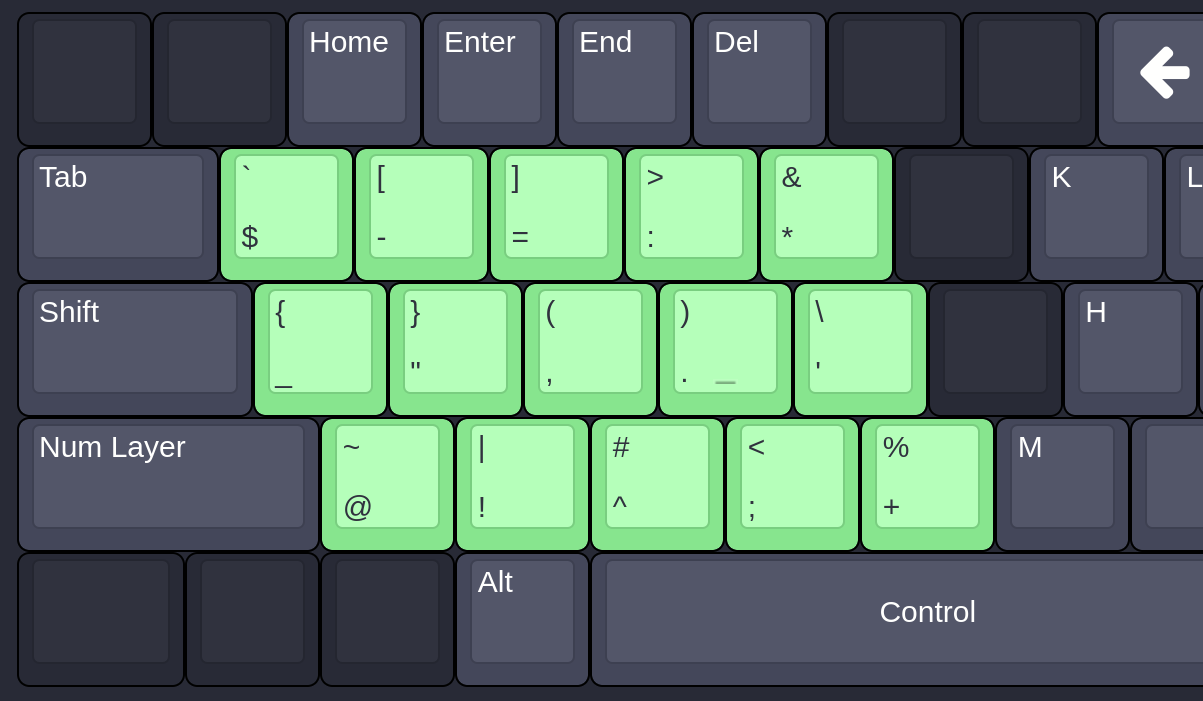 Home Enter End Del
Tab ` [ ] > & K L
$ - = : *
Shift { } ( ) \ H
_ " , . _ '
Num Layer ~ | # < % M
@ ! ^ ; +
Alt
Control